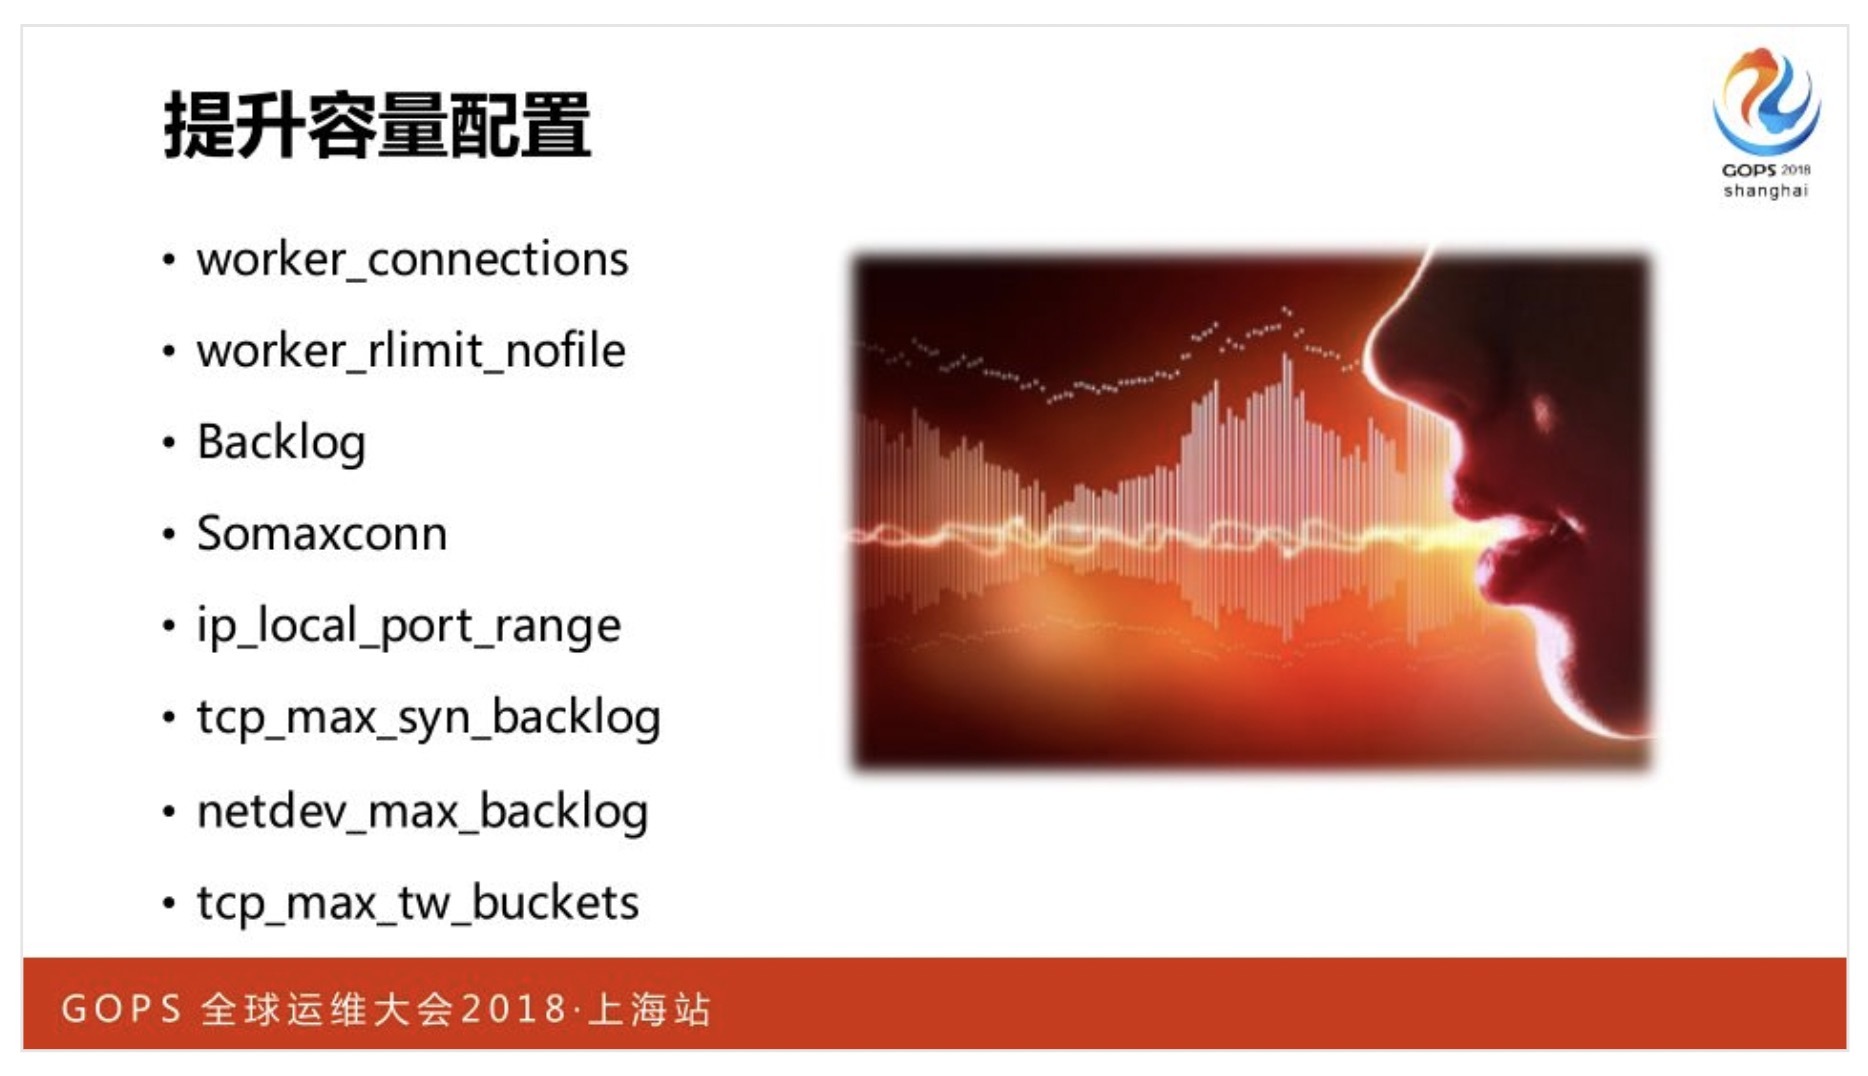 提升容量配置
GOPS 2018
shanghai
• worker_connections
• worker_rlimit_nofile
• Backlog
• Somaxconn
• ip_local_port_range
• tcp_max_syn_backlog
• netdev_max_backlog
• tcp_max_tw_buckets
GOPS 全球运维大会2018·上海站